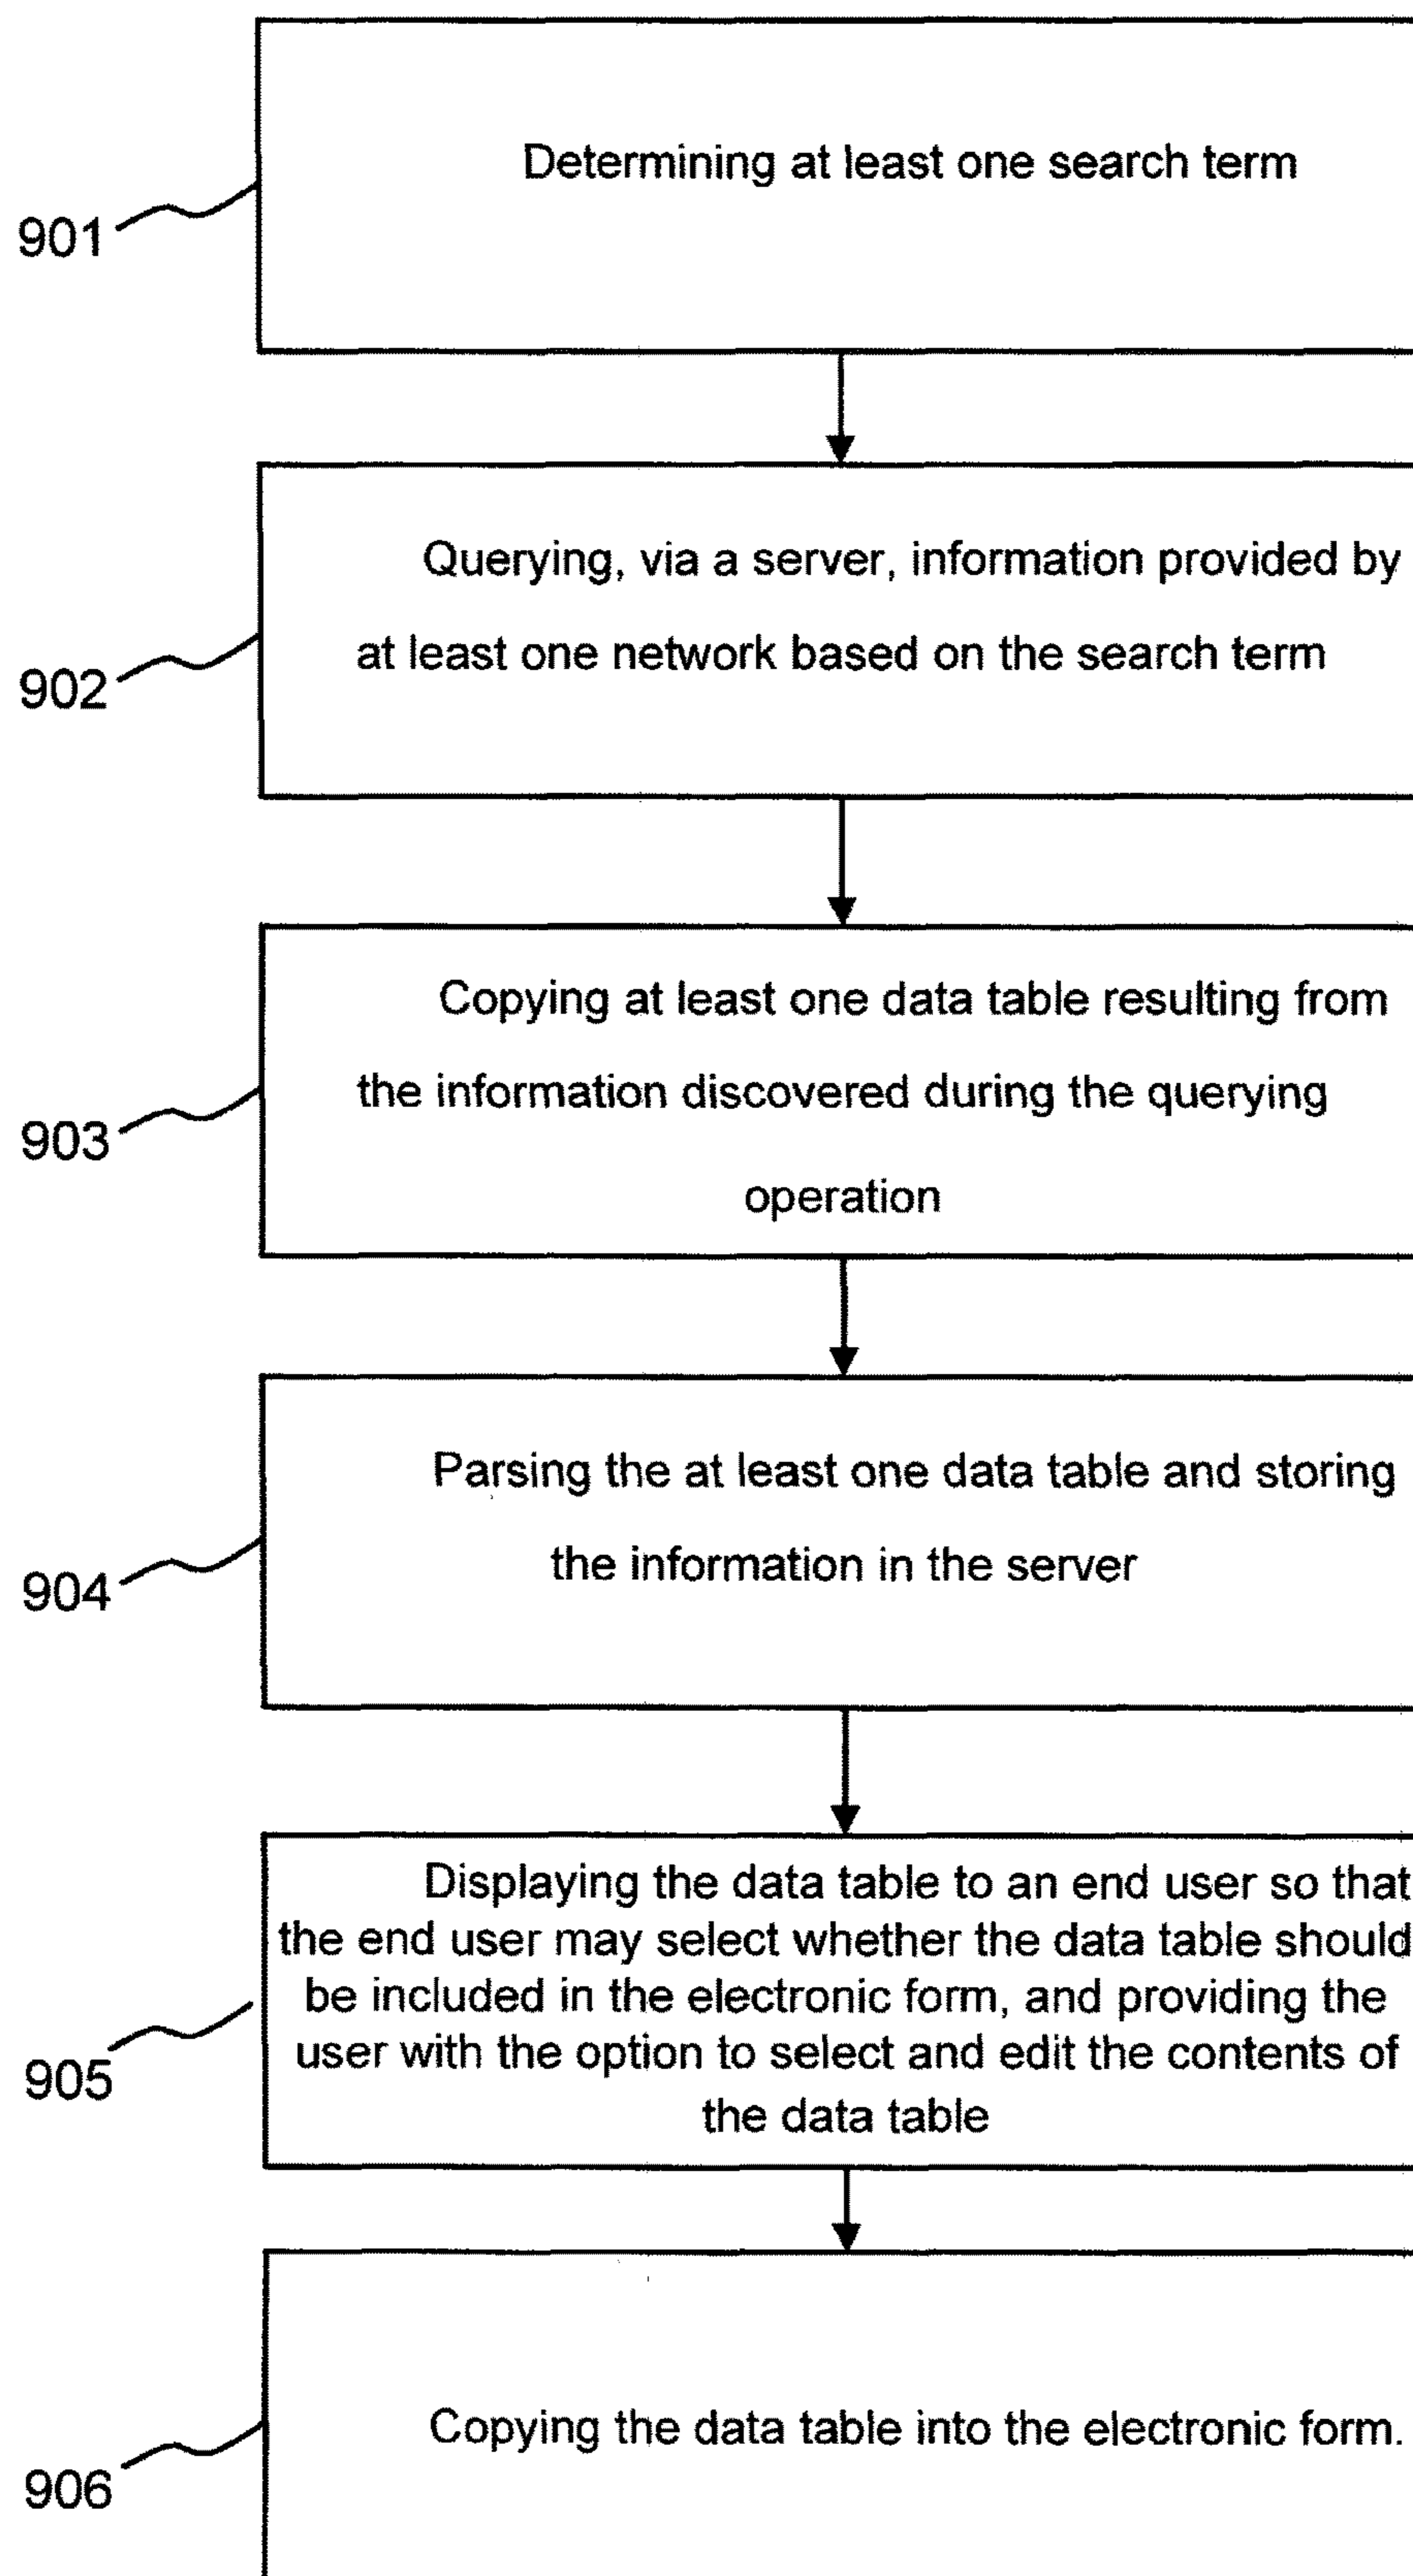 Determining at least one search term
901
Querying, via a server, information provided by
at least one network based on the search term
902
Copying at least one data table resulting from
the information discovered during the querying
operation
903
Parsing the at least one data table and storing
the information in the server
904
Displaying the data table to an end user so that
the end user may select whether the data table should
be included in the electronic form, and providing the
user with the option to select and edit the contents of
the data table
905
Copying the data table into the electronic form.
906